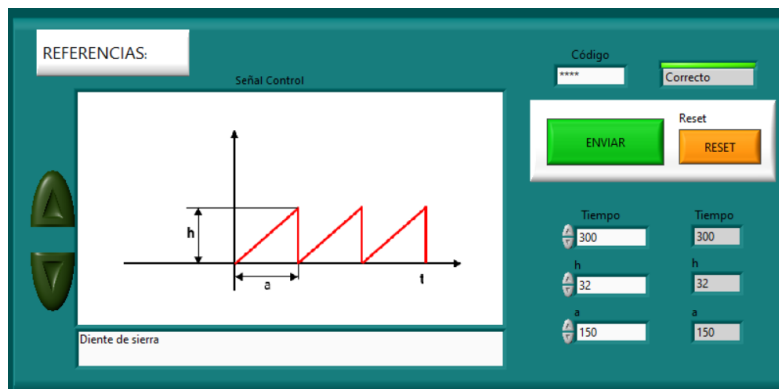 REFERENCIAS:
Señal Control
h
a
t
Diente de sierra
Código
****
Correcto
ENVIAR
Reset
RESET
Tiempo Tiempo
300 300
h h
32 32
a a
150 150